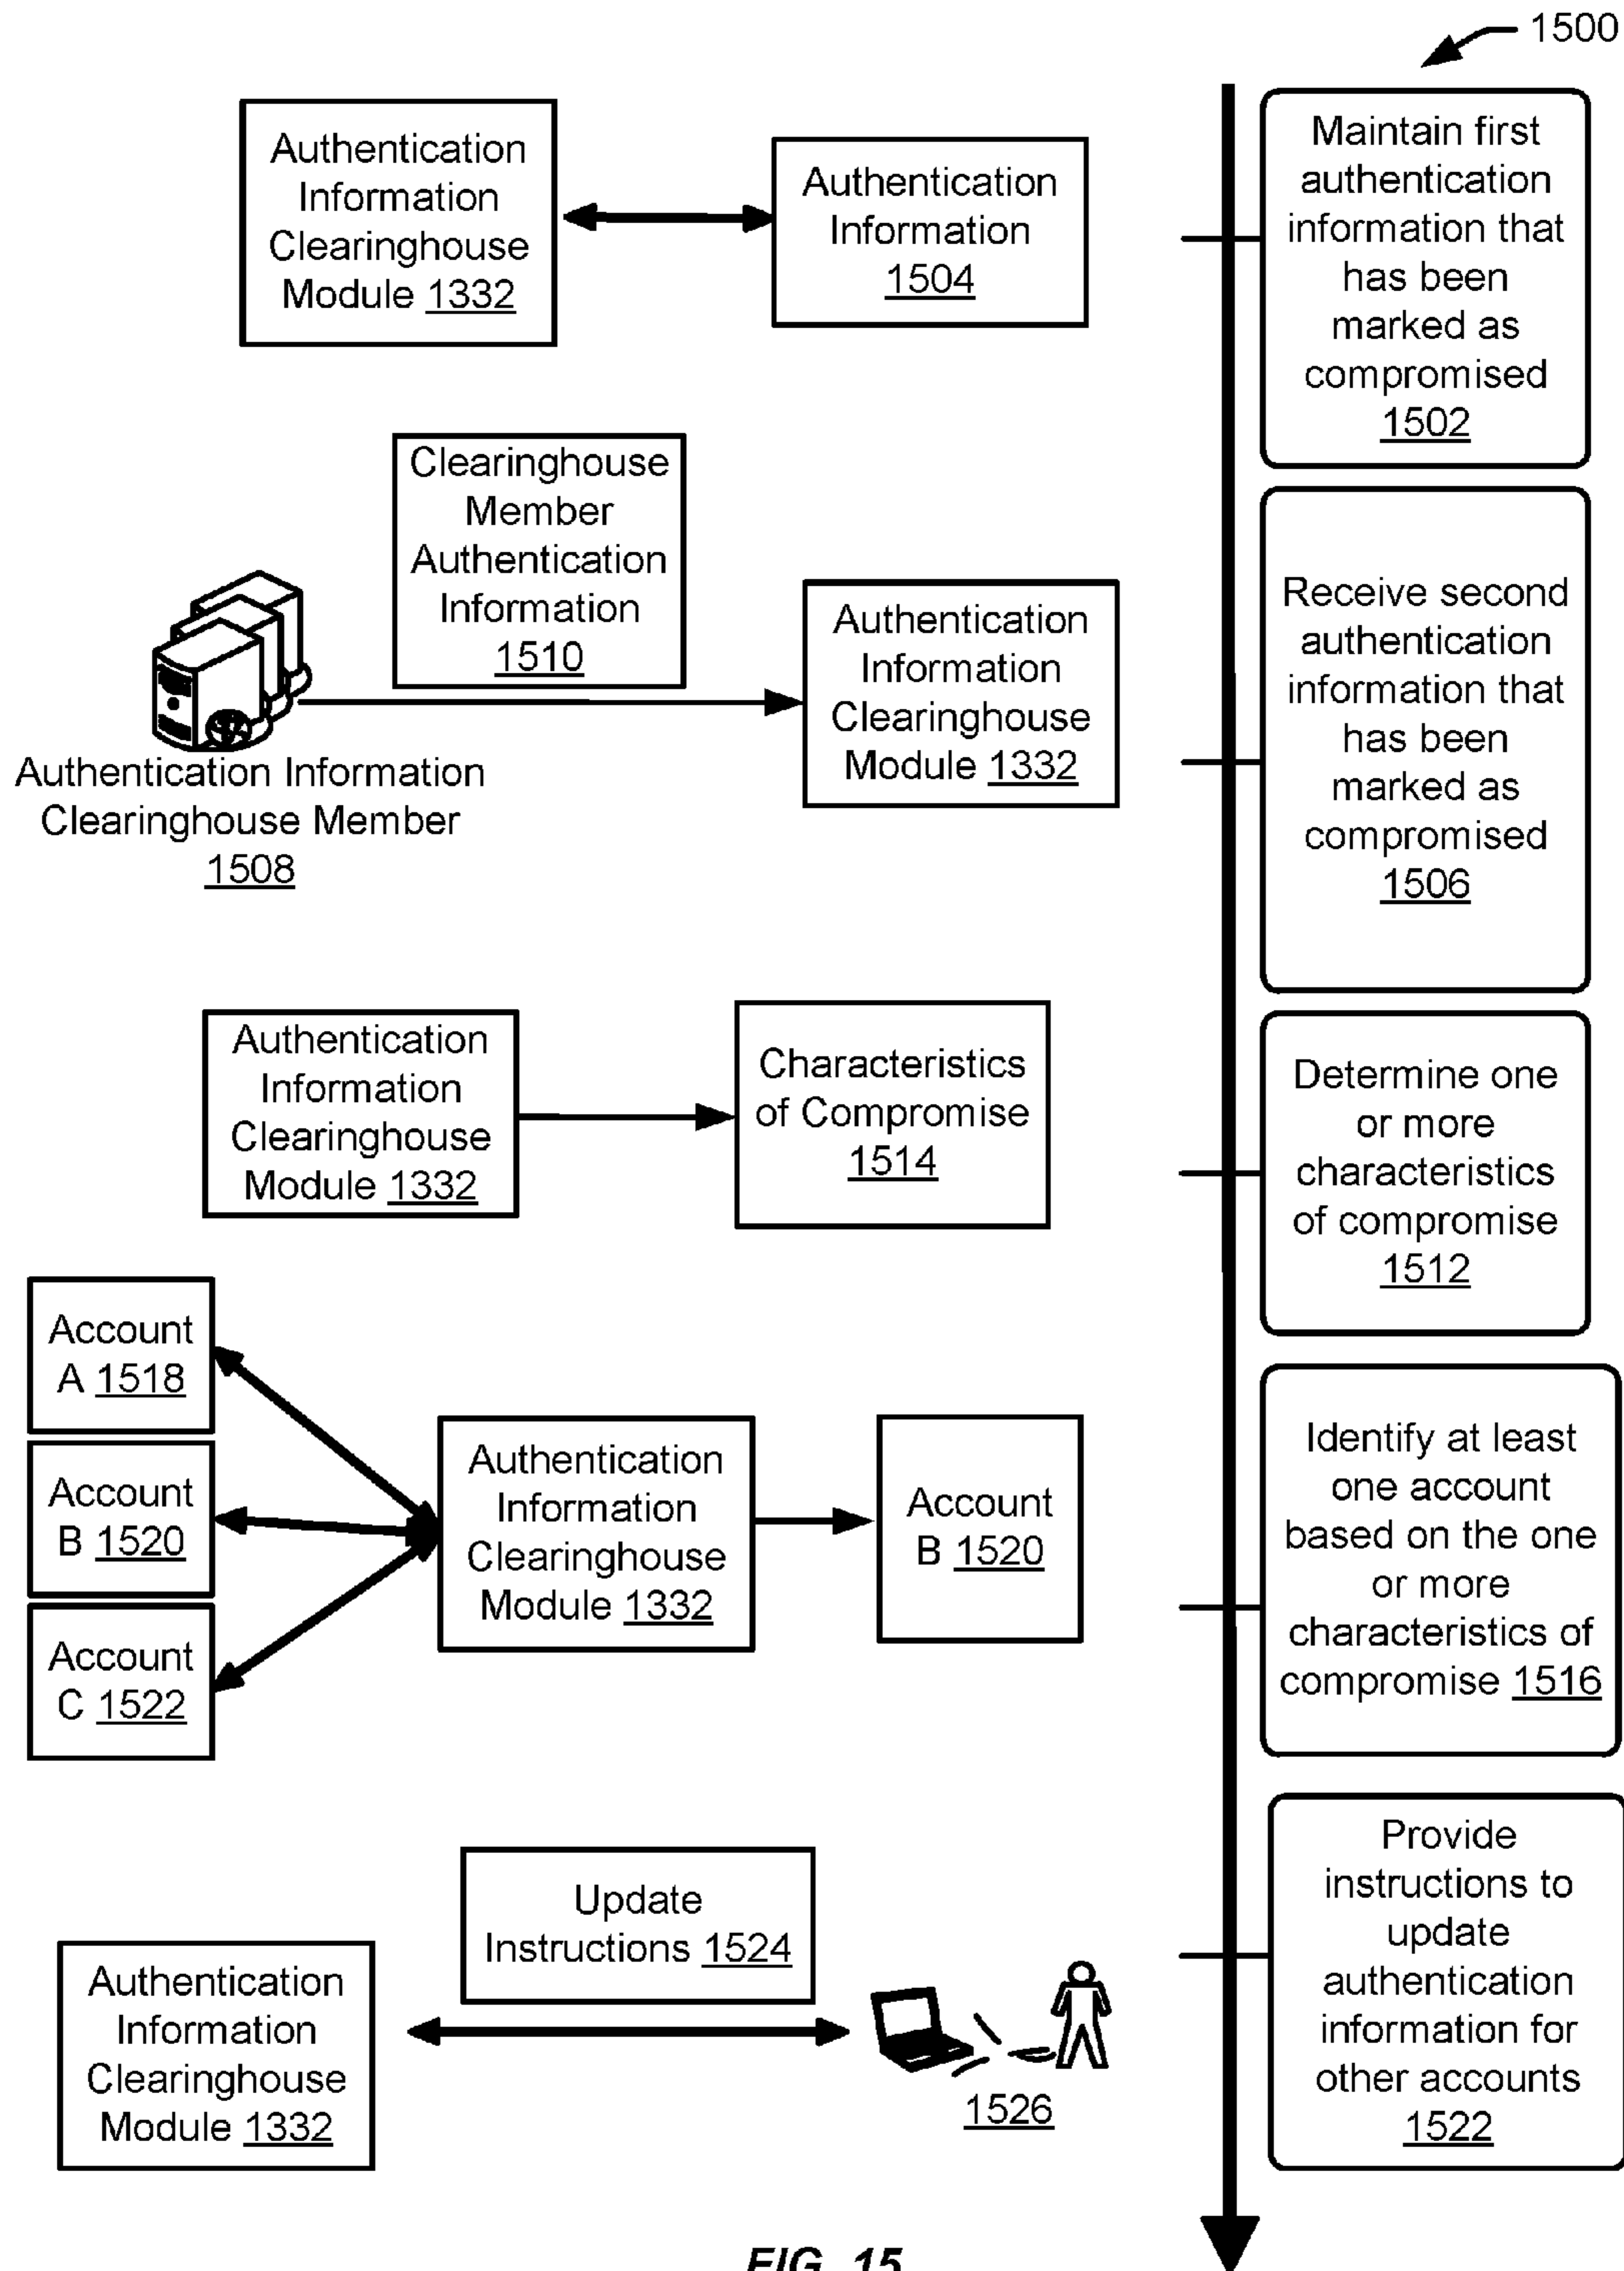 1500
Authentication
Information
Clearinghouse
Module 1332
Authentication
Information
1504
Maintain first
authentication
information that
has been
marked as
compromised
1502
Clearinghouse
Member
Authentication
Information
1510
Authentication Information
Clearinghouse Member
1508
Authentication
Information
Clearinghouse
Module 1332
Receive second
authentication
information that
has been
marked as
compromised
1506
Authentication
Information
Clearinghouse
Module 1332
Characteristics
of Compromise
1514
Determine one
or more
characteristics
of compromise
1512
Account
A 1518
Account
B 1520
Account
C 1522
Authentication
Information
Clearinghouse
Module 1332
Account
B 1520
Identify at least
one account
based on the one
or more
characteristics of
compromise 1516
Authentication
Information
Clearinghouse
Module 1332
Update
Instructions 1524
1526
Provide
instructions to
update
authentication
information for
other accounts
1522
FIG. 15